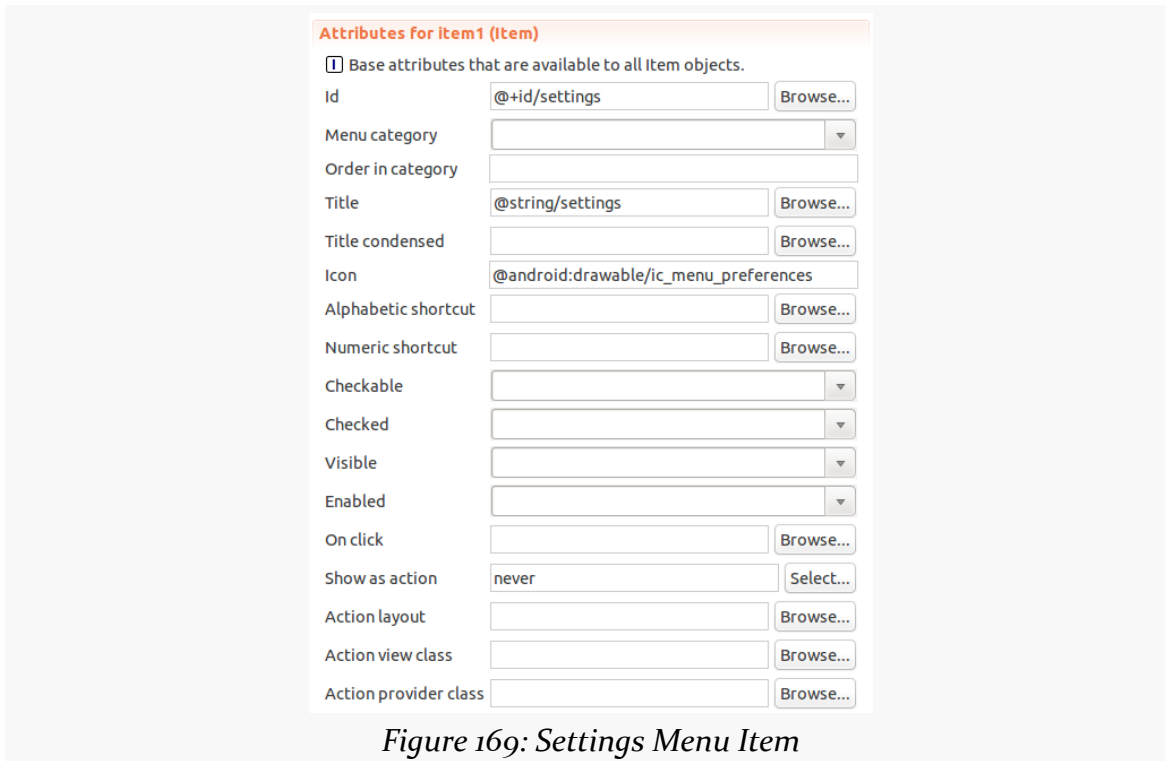 Attributes for item1 (Item)
I Base attributes that are available to all Item objects.
Id @+id/settings Browse...
Menu category
Order in category
Title @string/settings Browse...
Title condensed Browse...
Icon @android:drawable/ic_menu_preferences
Alphabetic shortcut Browse...
Numeric shortcut Browse...
Checkable
Checked
Visible
Enabled
On click Browse...
Show as action never Select...
Action layout Browse...
Action view class Browse...
Action provider class Browse...
Figure 169: Settings Menu Item